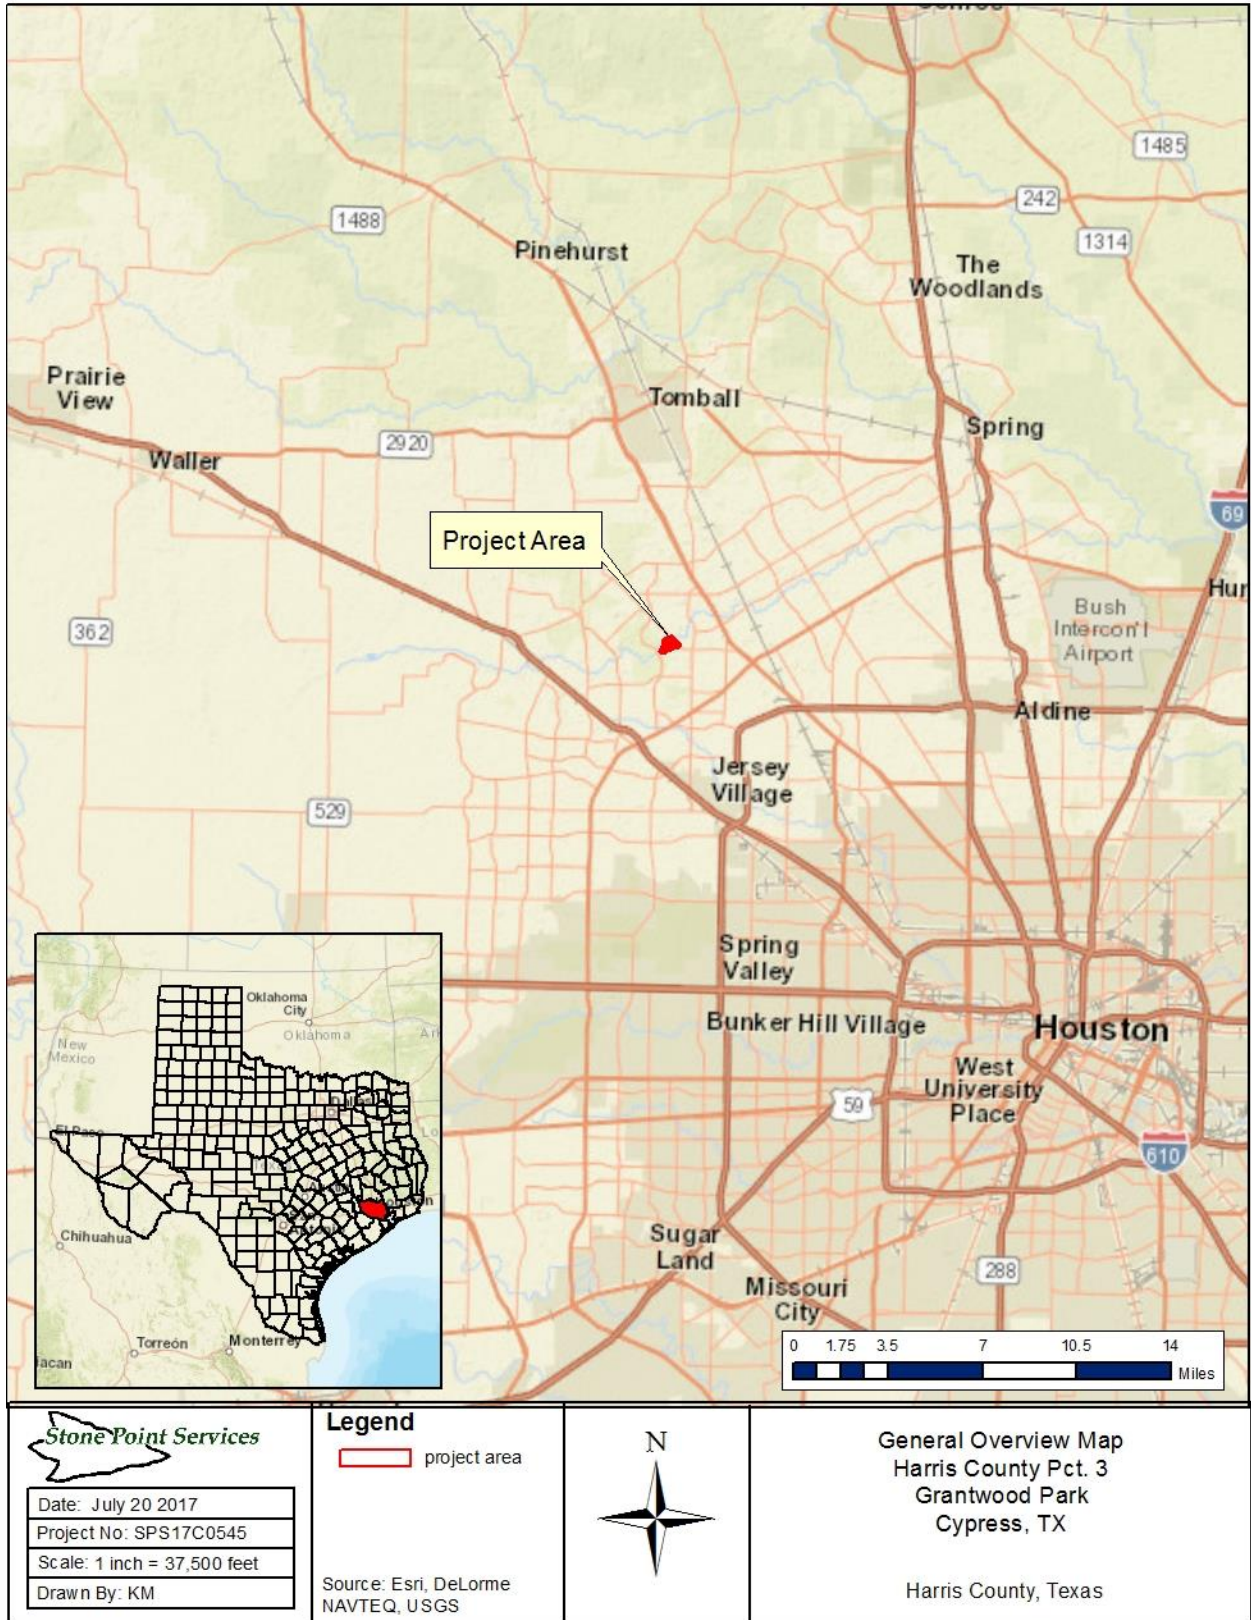 1485
242
1488
1314
Pinehurst
The
Woodlands
Prairie
View
Tomball
2920
Spring
Waller
69
Project Area
Bush
Intercon'l
Airport
362
Aldine
Jersey
Village
529
Spring
Valley
Bunker Hill Village
Houston
West
University
Place
59
610
Sugar
Land
288
Missouri
City
Oklahoma
City
Oklahoma
New
Mexico
Dallas
El Paso
Texas
Chihuahua
Torreón
Monterrey
0 1.75 3.5 7 10.5 14
Miles
Stone Point Services
Date: July 20 2017
Project No: SPS17C0545
Scale: 1 inch = 37,500 feet
Drawn By: KM
Legend
project area
Source: Esri, DeLorme
NAVTEQ, USGS
N
General Overview Map
Harris County Pct. 3
Grantwood Park
Cypress, TX
Harris County, Texas